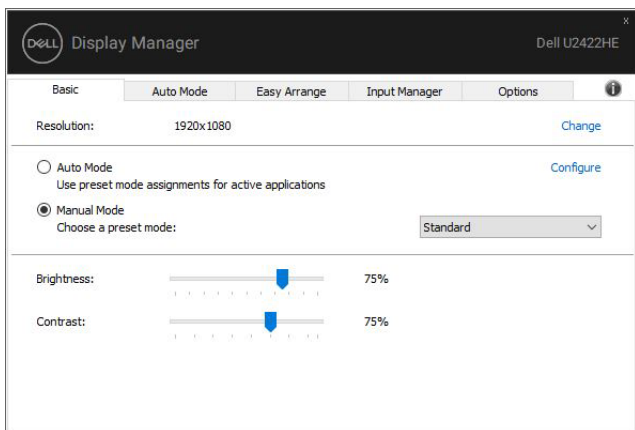 x
DELL Display Manager Dell U2422HE
Basic Auto Mode Easy Arrange Input Manager Options i
Resolution: 1920x1080 Change
Auto Mode Configure
Use preset mode assignments for active applications
Manual Mode
Choose a preset mode: Standard
Brightness: 75%
Contrast: 75%